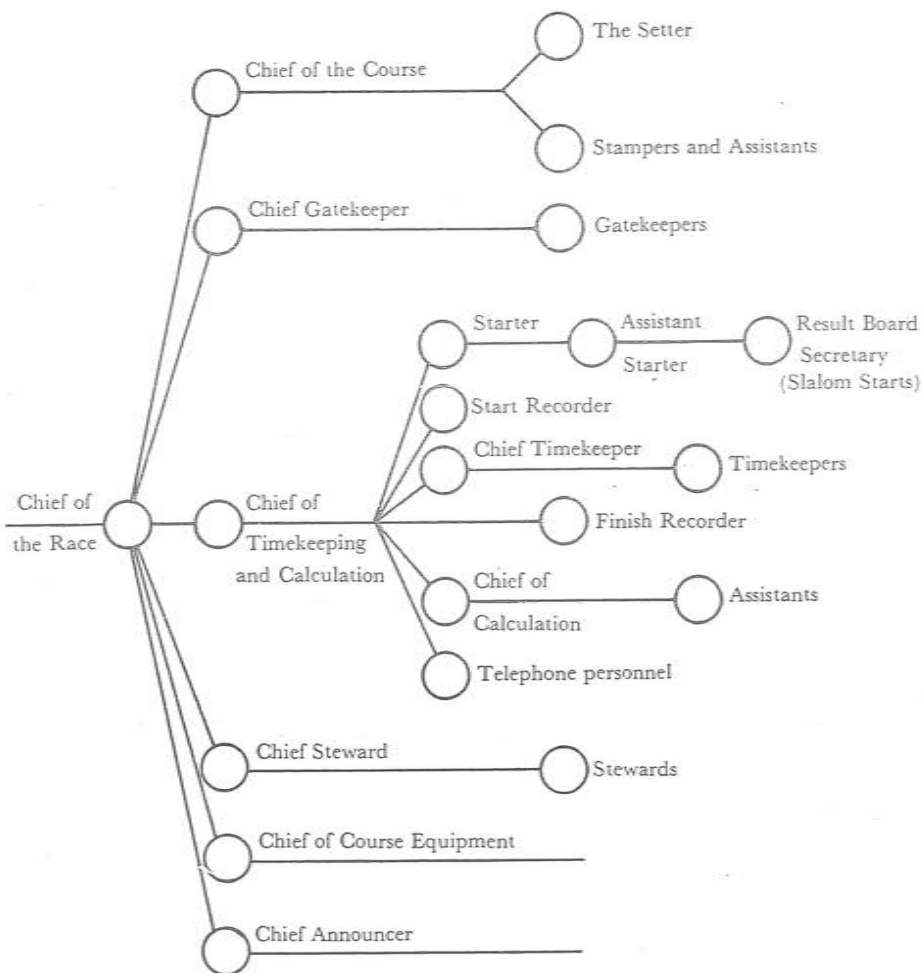 The Setter
Chief of the Course
Stampers and Assistants
Chief Gatekeeper
Gatekeepers
Starter
Assistant
Starter
Result Board
Secretary
(Slalom Starts)
Start Recorder
Chief Timekeeper
Timekeepers
Chief of
the Race
Chief of
Timekeeping
and Calculation
Finish Recorder
Chief of
Calculation
Assistants
Telephone personnel
Chief Steward
Stewards
Chief of Course Equipment
Chief Announcer